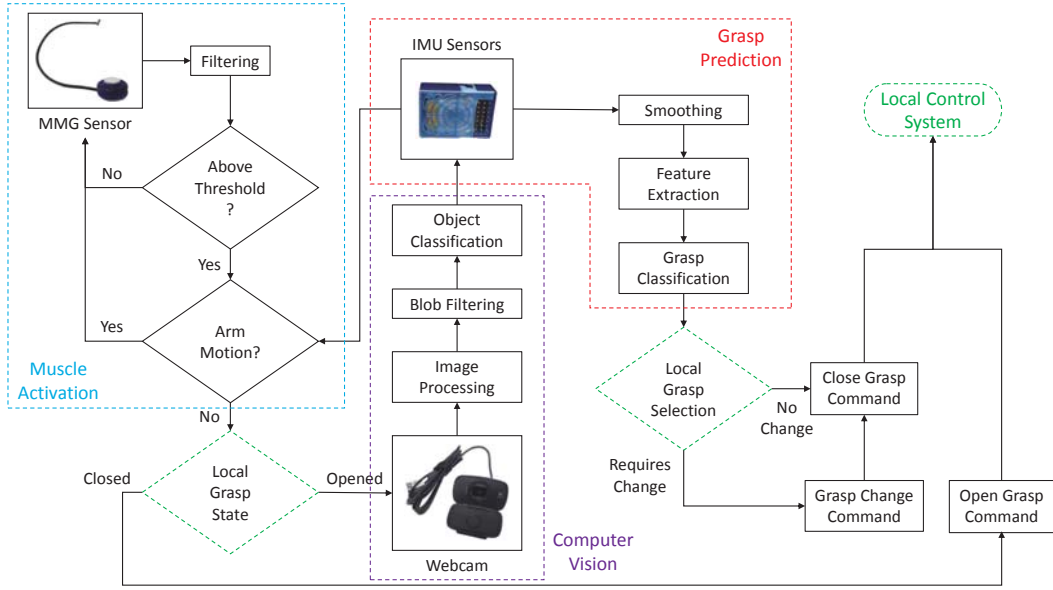 MMG Sensor
Filtering
Above
Threshold
?
No
Yes
Arm
Motion?
Yes
No
Muscle
Activation
Local
Grasp
State
Closed
Opened
Webcam
Computer
Vision
Image
Processing
Blob Filtering
Object
Classification
IMU Sensors
Grasp
Prediction
Smoothing
Feature
Extraction
Grasp
Classification
Local
Grasp
Selection
No
Change
Requires
Change
Close Grasp
Command
Grasp Change
Command
Open Grasp
Command
Local Control
System